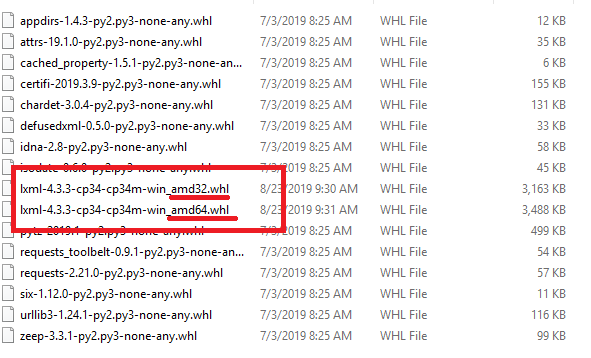 appdirs-1.4.3-py2.py3-none-any.whl 7/3/2019 8:25 AM WHL File 12 KB
attrs-19.1.0-py2.py3-none-any.whl 7/3/2019 8:25 AM WHL File 35 KB
cached_property-1.5.1-py2.py3-none-an... 7/3/2019 8:25 AM WHL File 6 KB
certifi-2019.3.9-py2.py3-none-any.whl 7/3/2019 8:25 AM WHL File 155 KB
chardet-3.0.4-py2.py3-none-any.whl 7/3/2019 8:25 AM WHL File 131 KB
defusedxml-0.5.0-py2.py3-none-any.whl 7/3/2019 8:25 AM WHL File 33 KB
idna-2.8-py2.py3-none-any.whl 7/3/2019 8:25 AM WHL File 58 KB
isodate-0.6.0-py2.py3-none-any.whl 7/3/2019 8:25 AM WHL File 45 KB
lxml-4.3.3-cp34-cp34m-win_amd32.whl 8/23/2019 9:30 AM WHL File 3,163 KB
lxml-4.3.3-cp34-cp34m-win_amd64.whl 8/23/2019 9:31 AM WHL File 3,488 KB
pytz-2019.1-py2.py3-none-any.whl 7/3/2019 8:25 AM WHL File 499 KB
requests_toolbelt-0.9.1-py2.py3-none-an... 7/3/2019 8:25 AM WHL File 54 KB
requests-2.21.0-py2.py3-none-any.whl 7/3/2019 8:25 AM WHL File 57 KB
six-1.12.0-py2.py3-none-any.whl 7/3/2019 8:25 AM WHL File 11 KB
urllib3-1.24.1-py2.py3-none-any.whl 7/3/2019 8:25 AM WHL File 116 KB
zeep-3.3.1-py2.py3-none-any.whl 7/3/2019 8:25 AM WHL File 99 KB